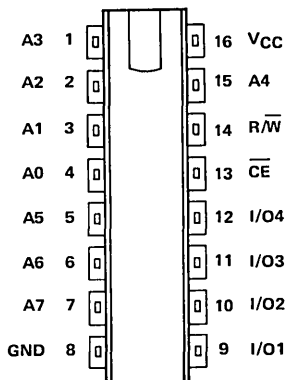 A3 1 16 VCC
A2 2 15 A4
A1 3 14 R/W̅
A0 4 13 C̅E̅
A5 5 12 I/O4
A6 6 11 I/O3
A7 7 10 I/O2
GND 8 9 I/O1